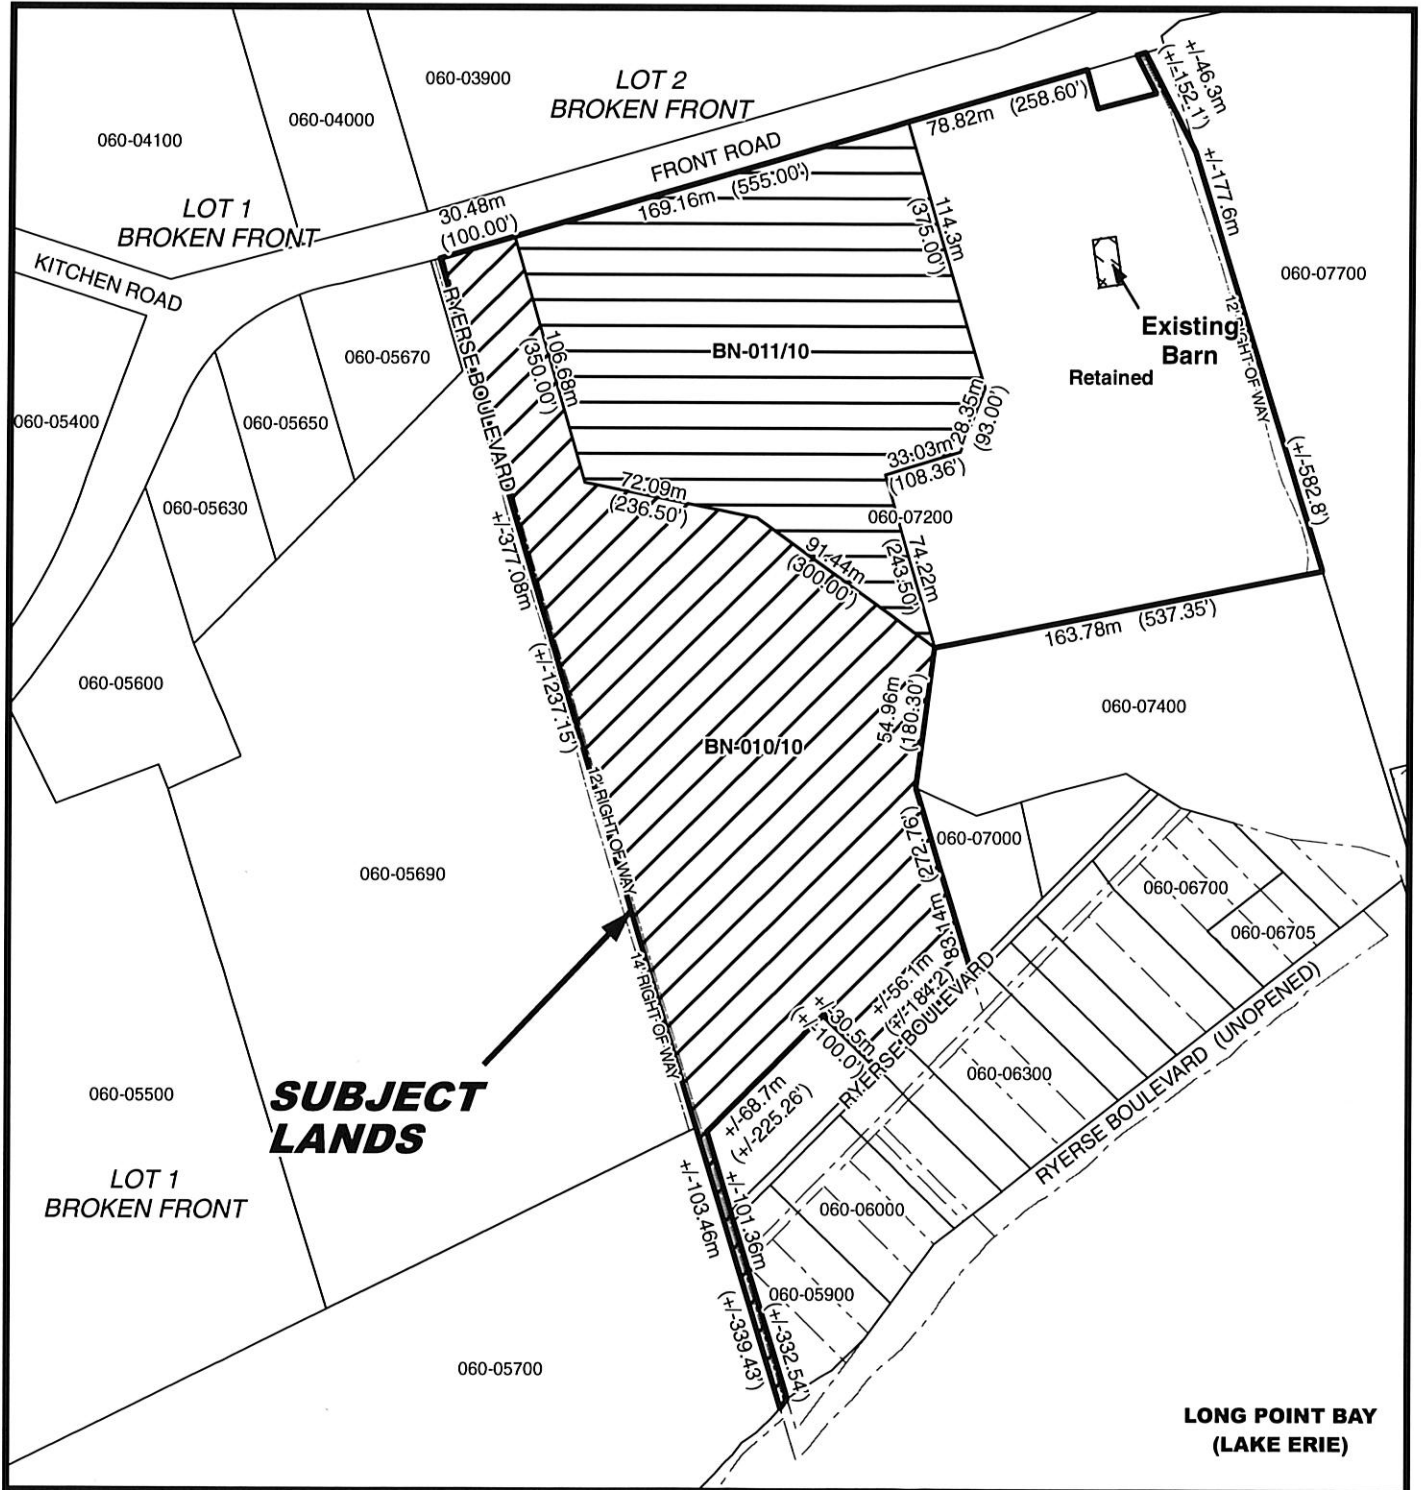 060-03900
LOT 2
BROKEN FRONT
060-04000
060-04100
LOT 1
BROKEN FRONT
KITCHEN ROAD
FRONT ROAD
30.48m
(100.00')
169.16m (555.00')
78.82m (258.60')
+/-46.3m
(+/-152.1')
+/-177.6m
(+/-582.8')
12' RIGHT OF WAY
060-07700
114.3m
(375.00')
Existing
Barn
Retained
BN-011/10
RYERSE BOULEVARD
106.68m
(350.00')
060-05670
060-05650
060-05400
060-05630
28.35m
(93.00')
33.03m
(108.36')
72.09m
(236.50')
060-07200
91.44m
(300.00')
74.22m
(243.50')
+/-377.08m
(+/-1237.15')
163.78m (537.35')
060-05600
54.96m
(180.30')
060-07400
BN-010/10
12' RIGHT OF WAY
83.14m (272.76')
060-07000
060-05690
060-06700
060-06705
14' RIGHT OF WAY
+/-56.1m
(+/-184.2')
+/-30.5m
(+/-100.0')
RYERSE BOULEVARD
RYERSE BOULEVARD (UNOPENED)
060-06300
+/-68.7m
(+/-225.26')
SUBJECT
LANDS
060-05500
LOT 1
BROKEN FRONT
+/-103.46m
(+/-339.43')
+/-101.36m
(+/-332.54')
060-06000
060-05900
060-05700
LONG POINT BAY
(LAKE ERIE)